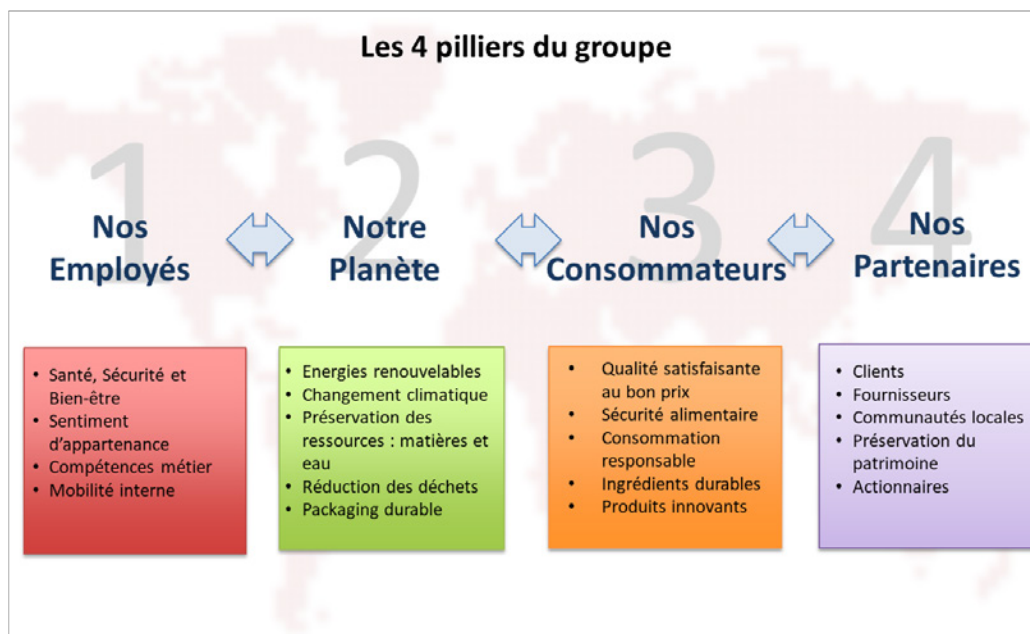 Les 4 pilliers du groupe
1
Nos
Employés
2
Notre
Planète
3
Nos
Consommateurs
4
Nos
Partenaires
• Santé, Sécurité et
Bien-être
• Sentiment
d'appartenance
• Compétences métier
• Mobilité interne
• Energies renouvelables
• Changement climatique
• Préservation des
ressources : matières et
eau
• Réduction des déchets
• Packaging durable
• Qualité satisfaisante
au bon prix
• Sécurité alimentaire
• Consommation
responsable
• Ingrédients durables
• Produits innovants
• Clients
• Fournisseurs
• Communautés locales
• Préservation du
patrimoine
• Actionnaires